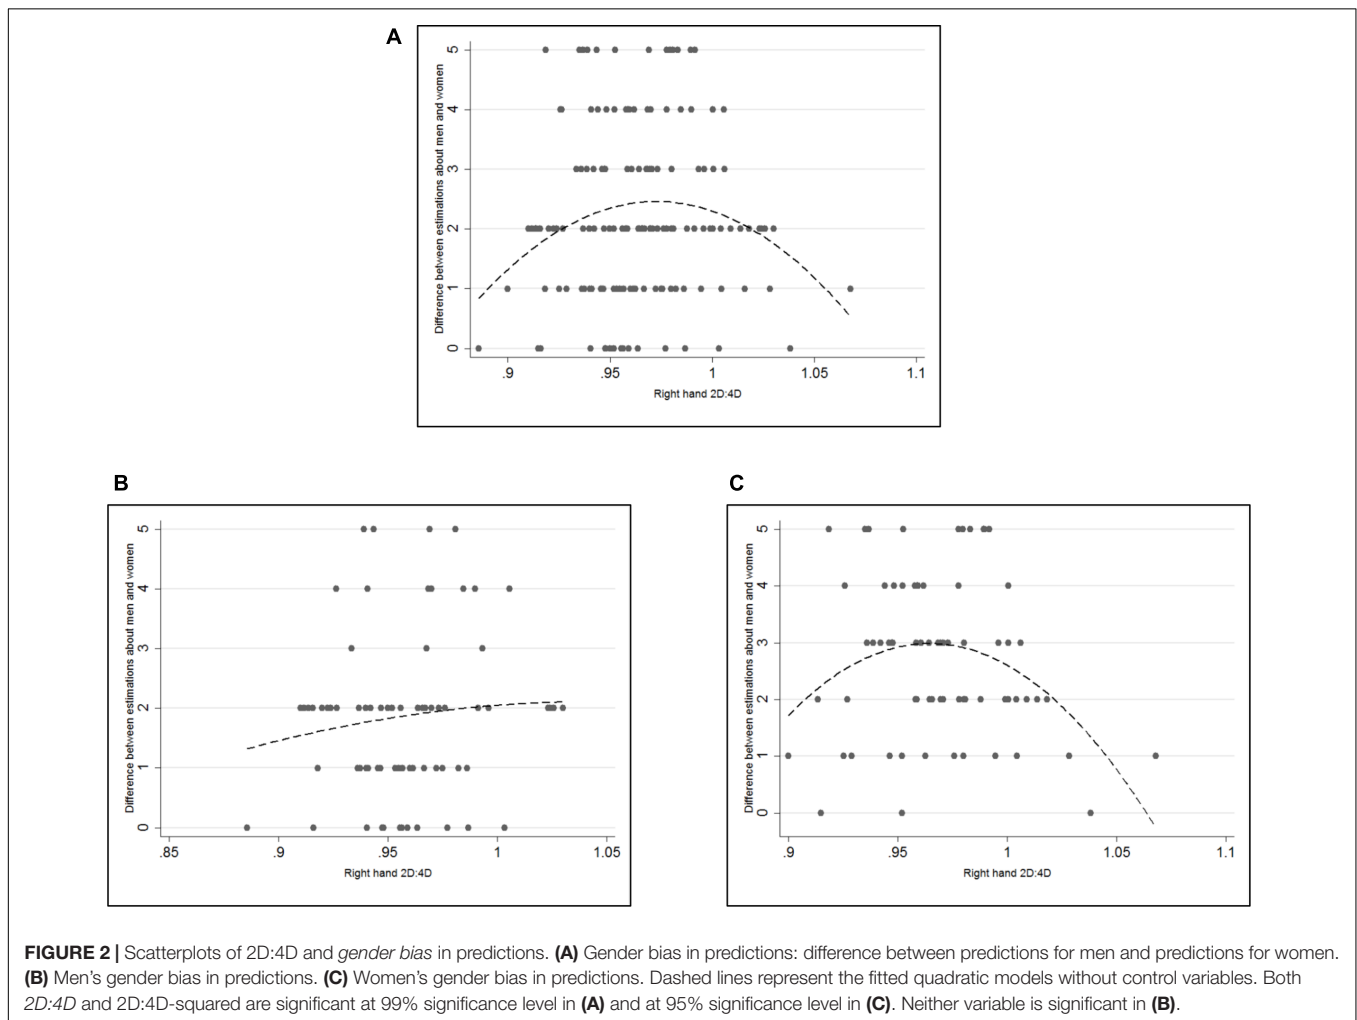 A
Difference between estimations about men and women
5
4
3
2
1
0
.9 .95 1 1.05 1.1
Right hand 2D:4D
B
Difference between estimations about men and women
5
4
3
2
1
0
.85 .9 .95 1 1.05
Right hand 2D:4D
C
Difference between estimations about men and women
5
4
3
2
1
0
.9 .95 1 1.05 1.1
Right hand 2D:4D
FIGURE 2 | Scatterplots of 2D:4D and gender bias in predictions. (A) Gender bias in predictions: difference between predictions for men and predictions for women.
(B) Men's gender bias in predictions. (C) Women's gender bias in predictions. Dashed lines represent the fitted quadratic models without control variables. Both
2D:4D and 2D:4D-squared are significant at 99% significance level in (A) and at 95% significance level in (C). Neither variable is significant in (B).